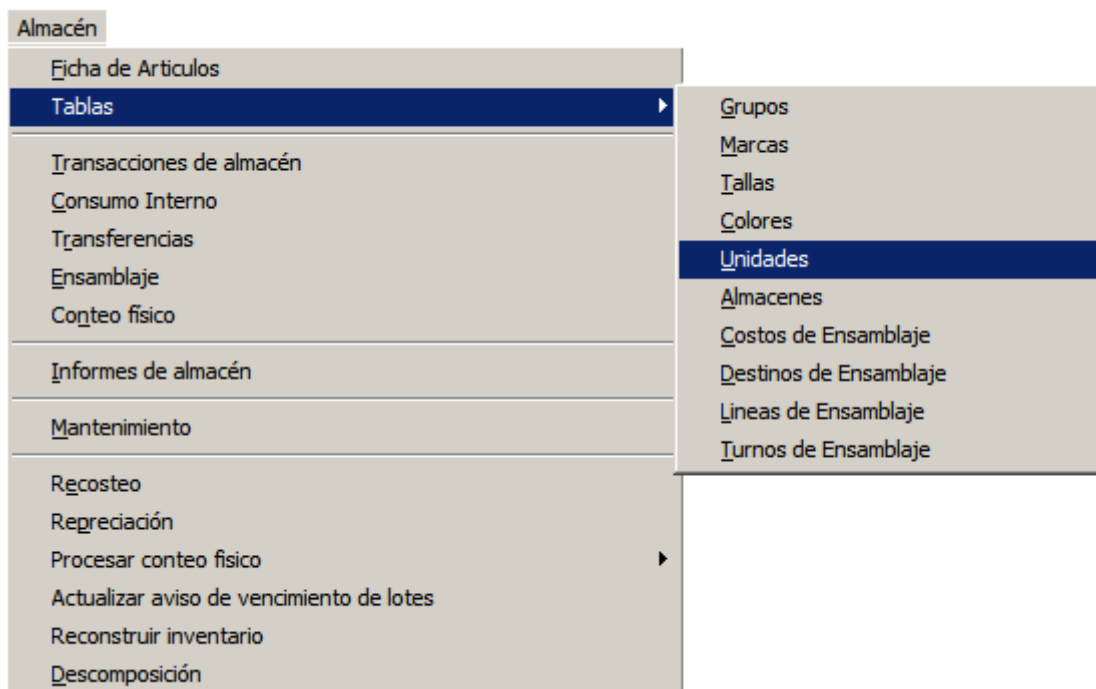 Almacén
Ficha de Articulos
Tablas
Transacciones de almacén
Consumo Interno
Transferencias
Ensamblaje
Conteo físico
Informes de almacén
Mantenimiento
Recosteo
Repreciación
Procesar conteo fisico
Actualizar aviso de vencimiento de lotes
Reconstruir inventario
Descomposición
Grupos
Marcas
Tallas
Colores
Unidades
Almacenes
Costos de Ensamblaje
Destinos de Ensamblaje
Lineas de Ensamblaje
Turnos de Ensamblaje